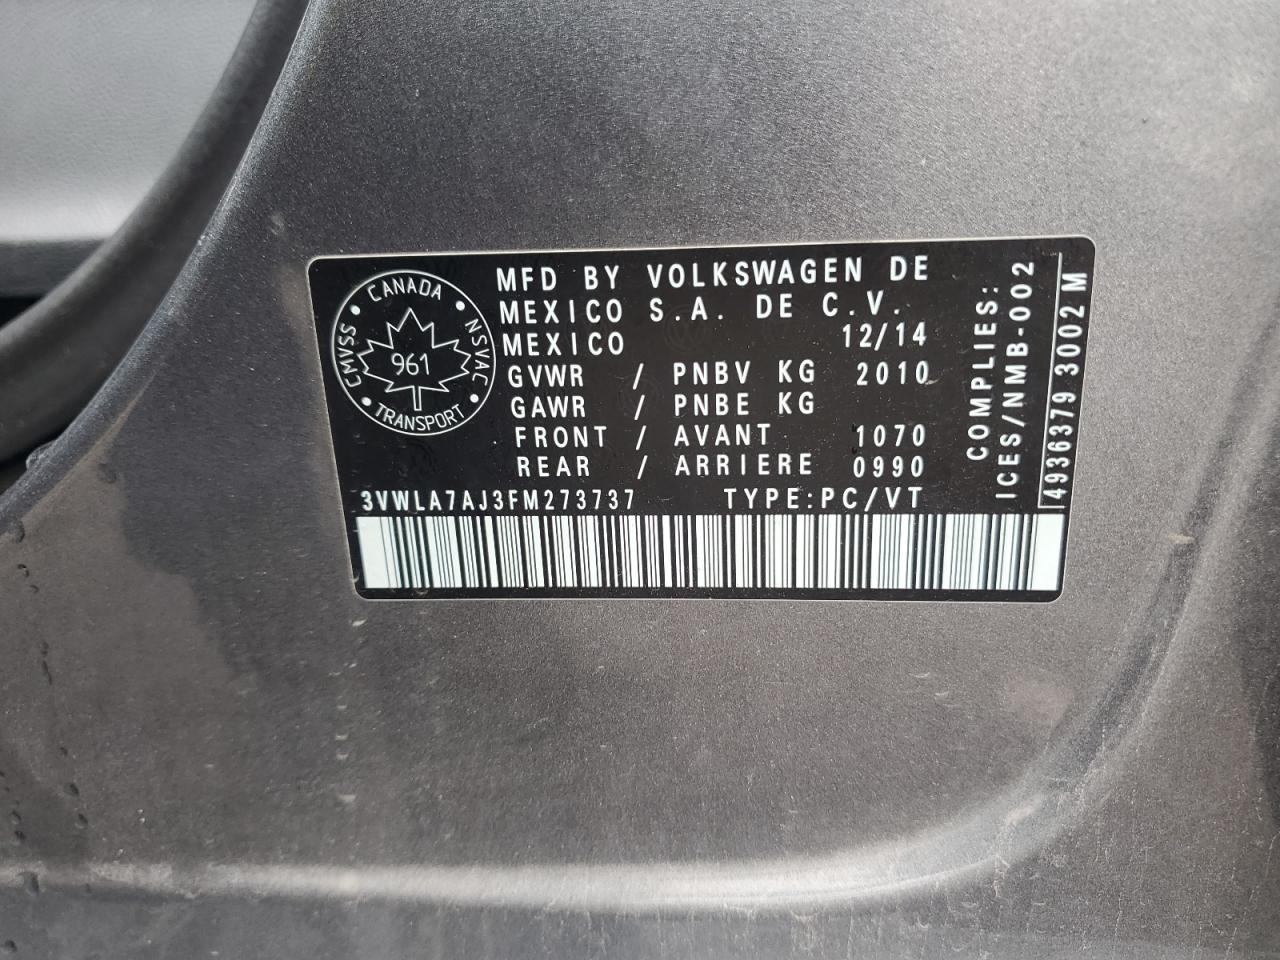 CANADA
CMVSS
NSVAC
961
TRANSPORT
MFD BY VOLKSWAGEN DE
MEXICO S.A. DE C.V.
MEXICO 12/14
GVWR / PNBV KG 2010
GAWR / PNBE KG
FRONT / AVANT 1070
REAR / ARRIERE 0990
3VWLA7AJ3FM273737 TYPE:PC/VT
COMPLIES:
ICES/NMB-002
4936379 3002 M